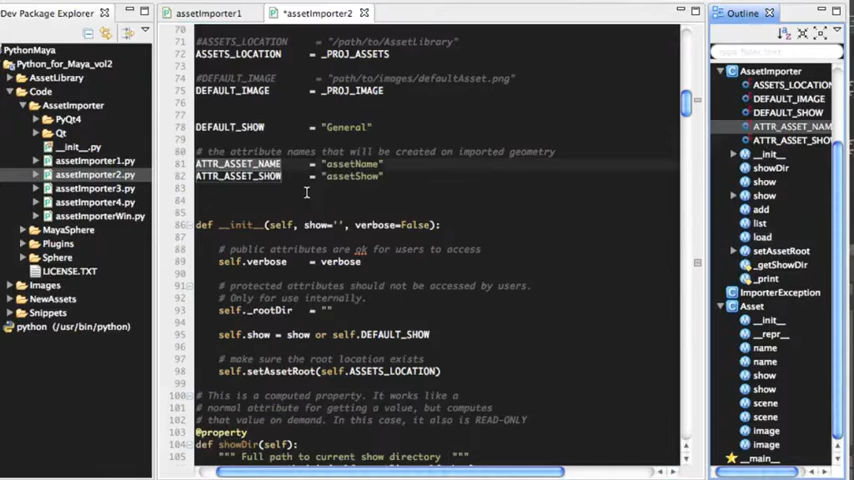 Dev Package Explorer
PythonMaya
Python_for_Maya_vol2
AssetLibrary
Code
AssetImporter
PyQt4
Qt
__init__.py
assetImporter1.py
assetImporter2.py
assetImporter3.py
assetImporter4.py
assetImporterWin.py
MayaSphere
Plugins
Sphere
LICENSE.TXT
Images
NewAssets
Snippets
python (/usr/bin/python)
assetImporter1
*assetImporter2
70
71 #ASSETS_LOCATION = "/path/to/AssetLibrary"
72 ASSETS_LOCATION = _PROJ_ASSETS
73
74 #DEFAULT_IMAGE = "path/to/images/defaultAsset.png"
75 DEFAULT_IMAGE = _PROJ_IMAGE
76
77
78 DEFAULT_SHOW = "General"
79
80 # the attribute names that will be created on imported geometry
81 ATTR_ASSET_NAME = "assetName"
82 ATTR_ASSET_SHOW = "assetShow"
83
84
85
86 def __init__(self, show='', verbose=False):
87
88 # public attributes are ok for users to access
89 self.verbose = verbose
90
91 # protected attributes should not be accessed by users.
92 # Only for use internally.
93 self._rootDir = ""
94
95 self.show = show or self.DEFAULT_SHOW
96
97 # make sure the root location exists
98 self.setAssetRoot(self.ASSETS_LOCATION)
99
100 # This is a computed property. It works like a
101 # normal attribute for getting a value, but computes
102 # that value on demand. In this case, it also is READ-ONLY
103 @property
104 def showDir(self):
105 """ Full path to current show directory """
Outline
AssetImporter
ASSETS_LOCATION
DEFAULT_IMAGE
DEFAULT_SHOW
ATTR_ASSET_NAM
ATTR_ASSET_SHOW
__init__
showDir
show
show
add
list
load
setAssetRoot
_getShowDir
_print
ImporterException
Asset
__init__
__repr__
name
name
show
show
scene
scene
image
image
__main__